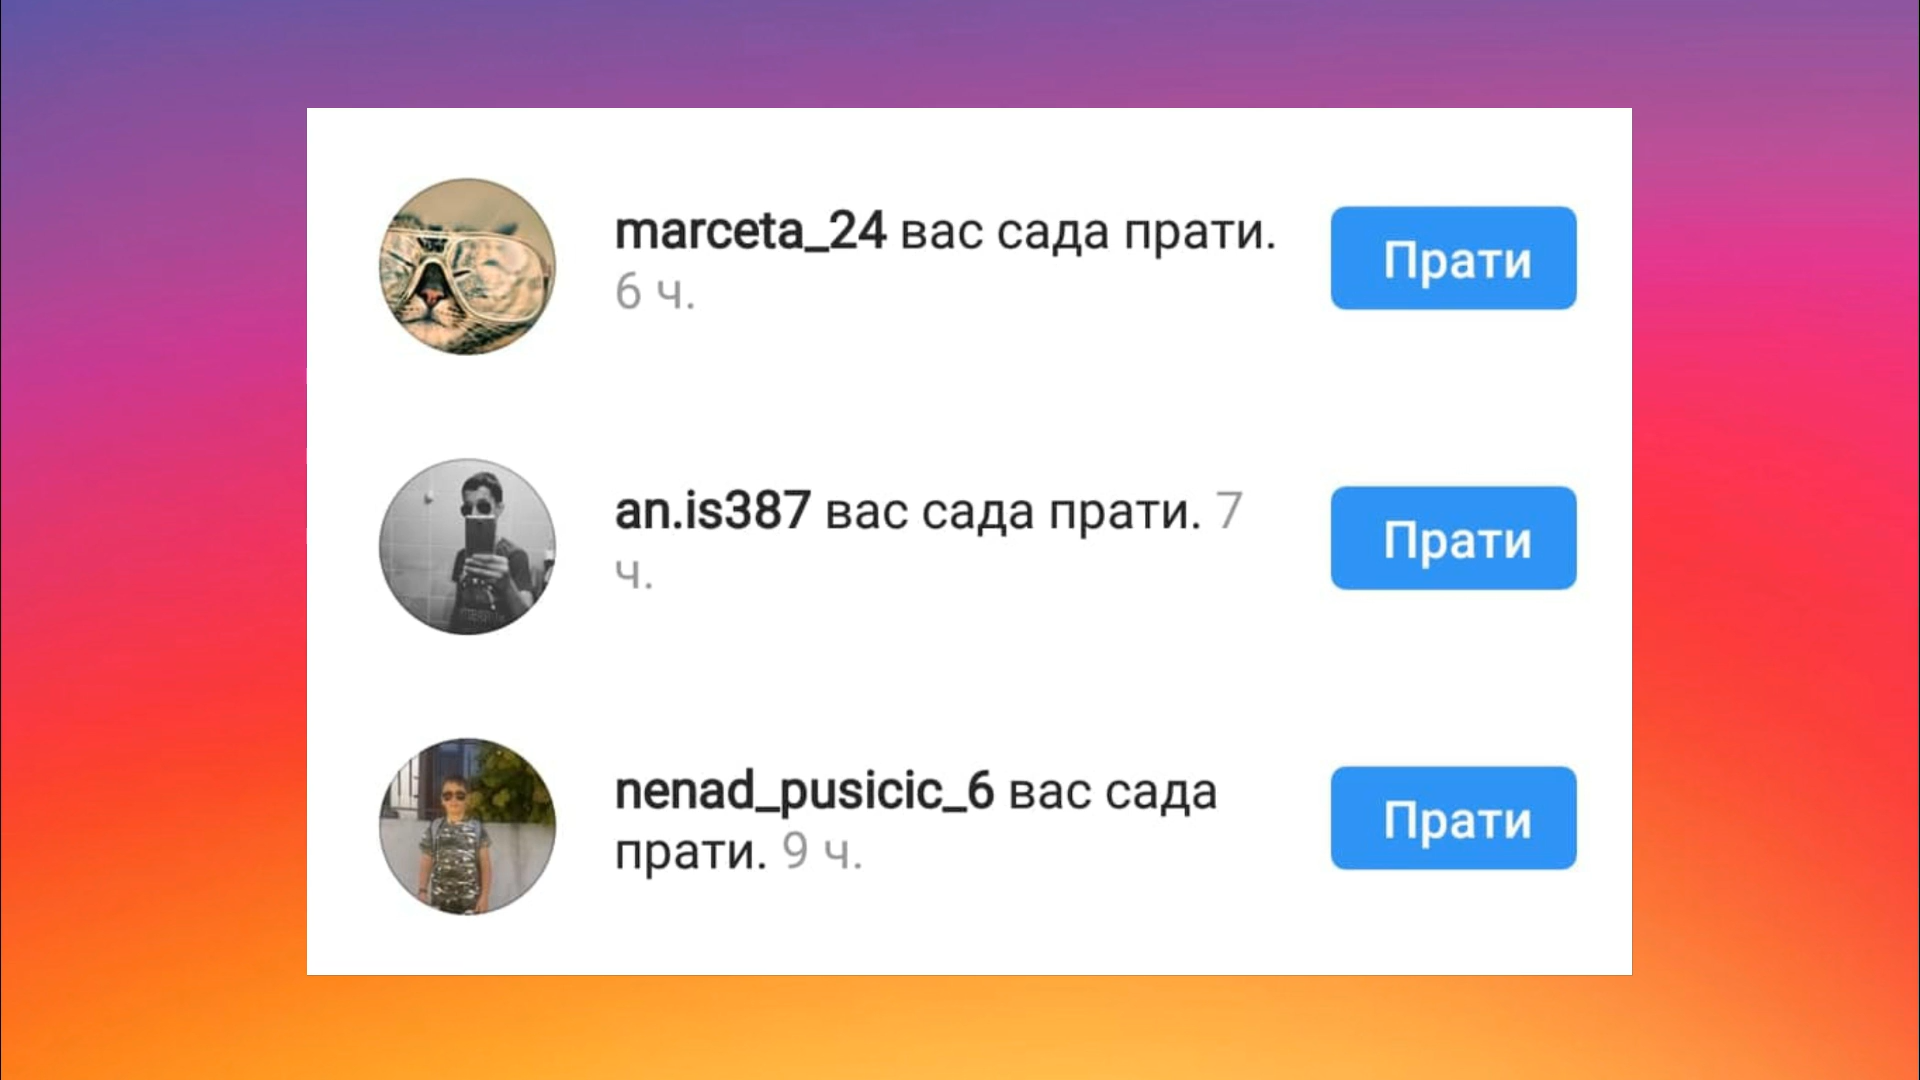 marceta_24 вас сада прати.
6 ч.
Прати
an.is387 вас сада прати. 7
ч.
Прати
nenad_pusicic_6 вас сада
прати. 9 ч.
Прати